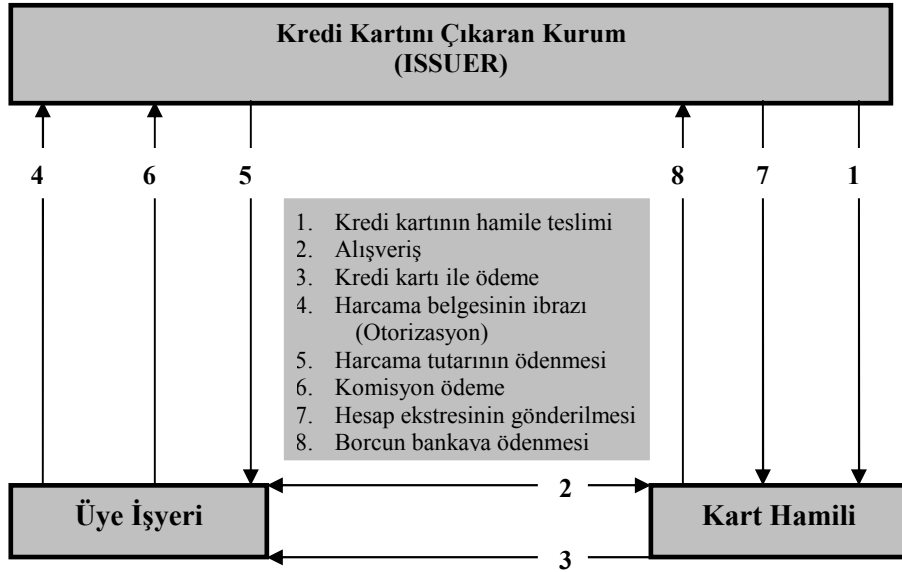 Kredi Kartını Çıkaran Kurum
(ISSUER)
4 6 5 8 7 1
1. Kredi kartının hamile teslimi
2. Alışveriş
3. Kredi kartı ile ödeme
4. Harcama belgesinin ibrazı
(Otorizasyon)
5. Harcama tutarının ödenmesi
6. Komisyon ödeme
7. Hesap ekstresinin gönderilmesi
8. Borcun bankava ödenmesi
2
Üye İşyeri
Kart Hamili
3